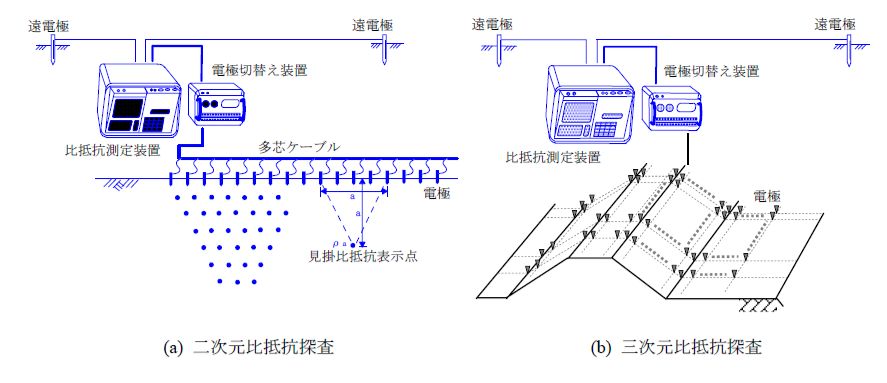 遠電極
遠電極
電極切替え装置
比抵抗測定装置
多芯ケーブル
電極
a
a
ρa
見掛比抵抗表示点
(a) 二次元比抵抗探査
遠電極
遠電極
電極切替え装置
比抵抗測定装置
電極
(b) 三次元比抵抗探査